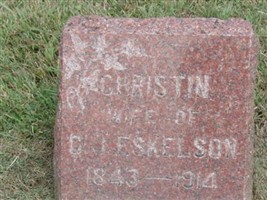 CHRISTIN
WIFE OF
C. J. ESKELSON
1843—1914